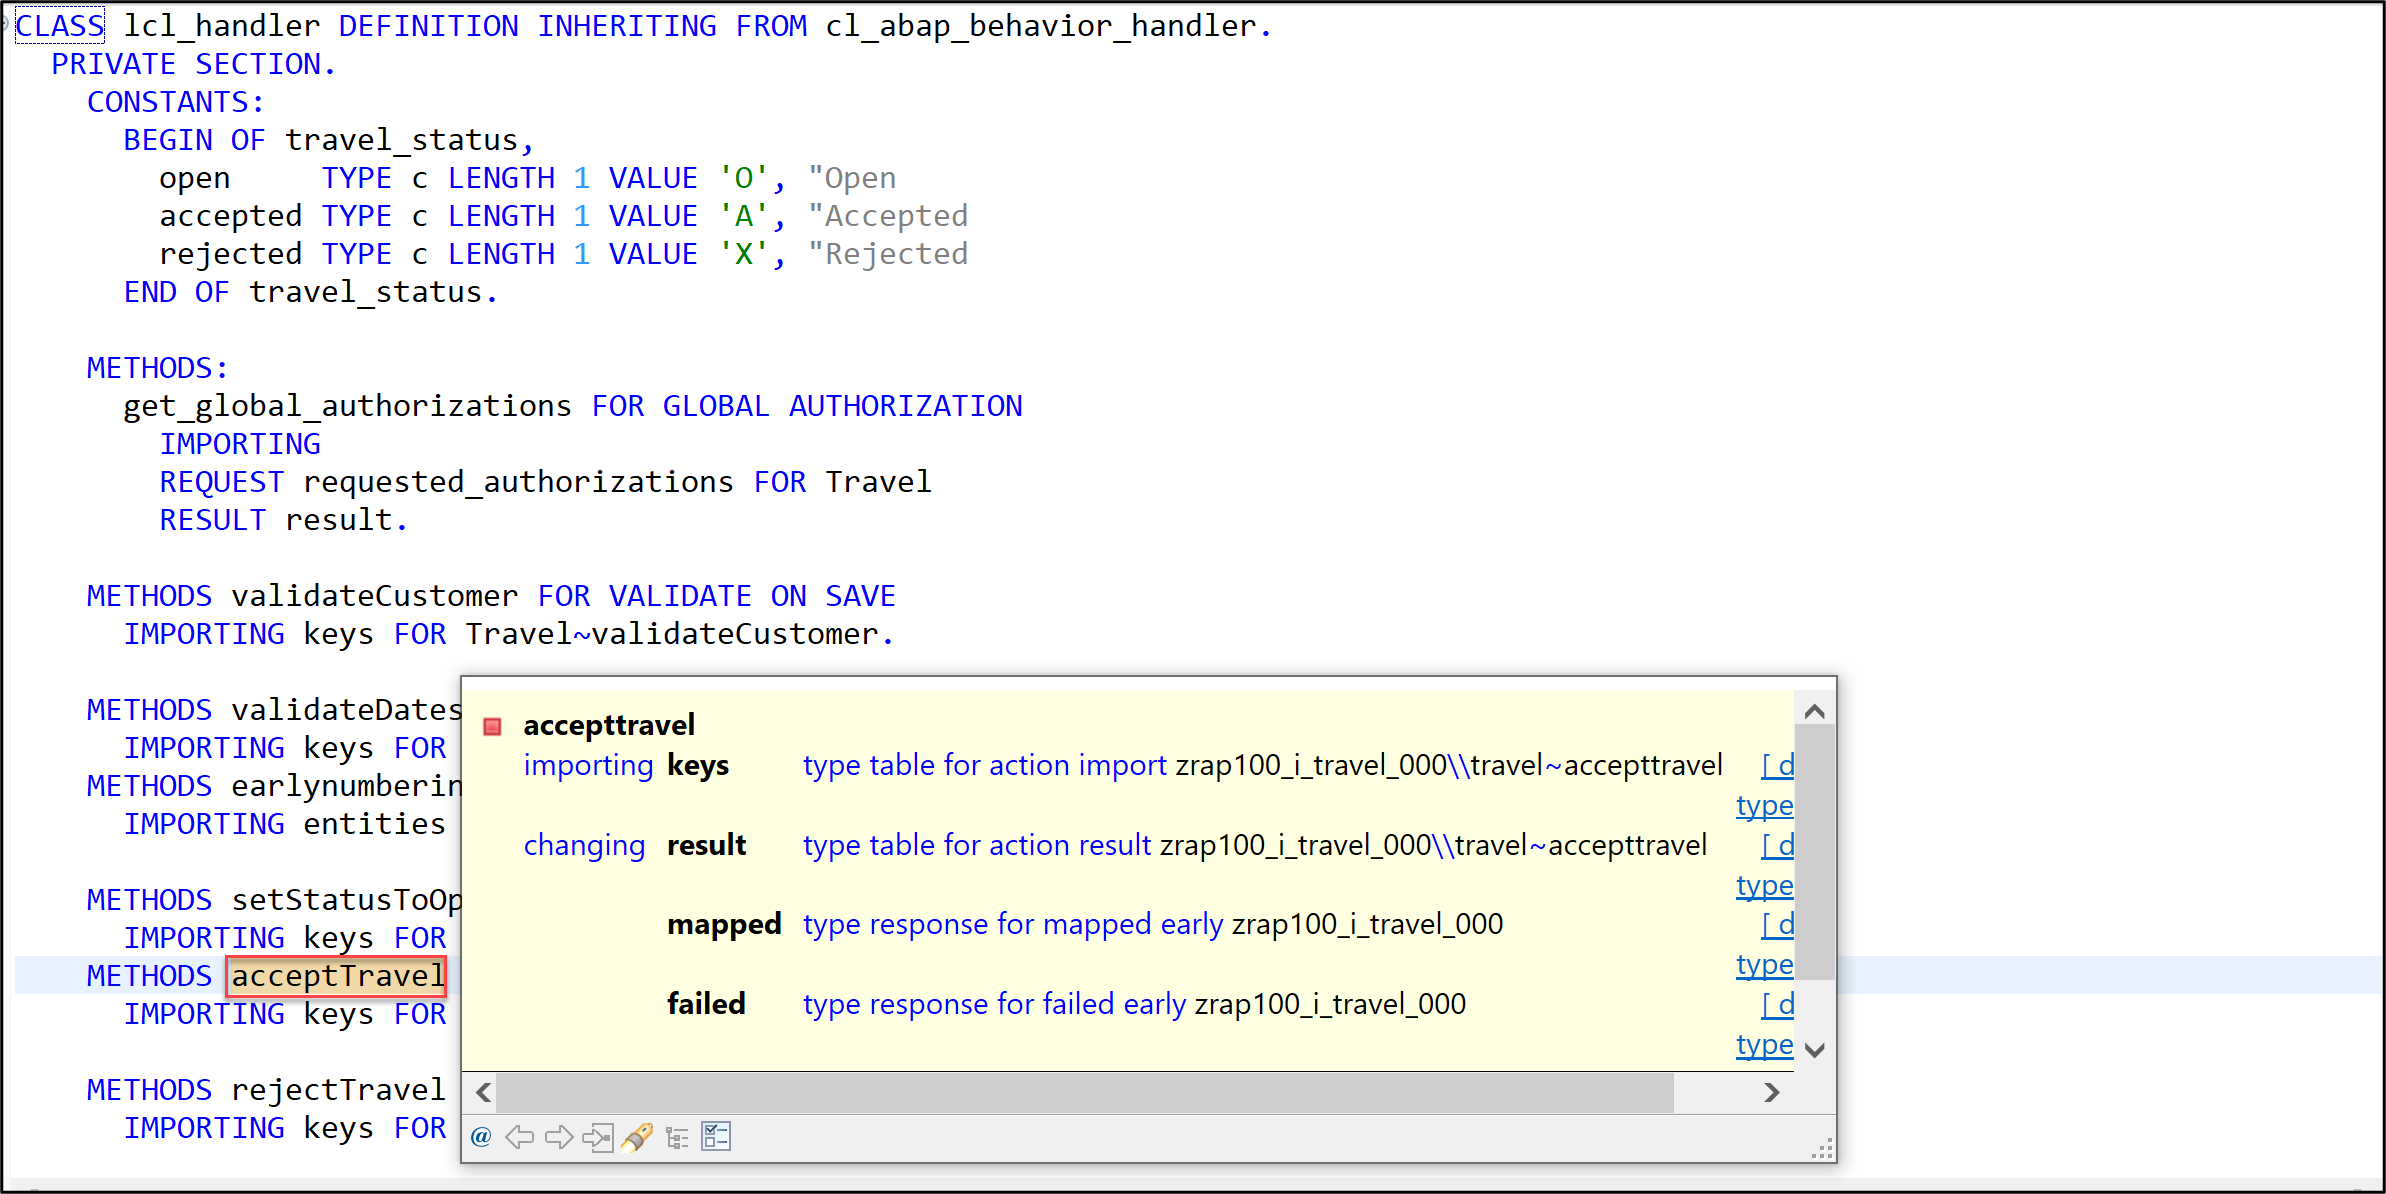 CLASS lcl_handler DEFINITION INHERITING FROM cl_abap_behavior_handler.
PRIVATE SECTION.
CONSTANTS:
BEGIN OF travel_status,
open TYPE c LENGTH 1 VALUE 'O', "Open
accepted TYPE c LENGTH 1 VALUE 'A', "Accepted
rejected TYPE c LENGTH 1 VALUE 'X', "Rejected
END OF travel_status.
METHODS:
get_global_authorizations FOR GLOBAL AUTHORIZATION
IMPORTING
REQUEST requested_authorizations FOR Travel
RESULT result.
METHODS validateCustomer FOR VALIDATE ON SAVE
IMPORTING keys FOR Travel~validateCustomer.
METHODS validateDates
IMPORTING keys FOR
METHODS earlynumberin
IMPORTING entities
METHODS setStatusToOp
IMPORTING keys FOR
METHODS acceptTravel
IMPORTING keys FOR
METHODS rejectTravel
IMPORTING keys FOR
accepttravel
importing keys type table for action import zrap100_i_travel_000\\travel~accepttravel [ d
type
changing result type table for action result zrap100_i_travel_000\\travel~accepttravel [ d
type
mapped type response for mapped early zrap100_i_travel_000 [ d
type
failed type response for failed early zrap100_i_travel_000 [ d
type
@